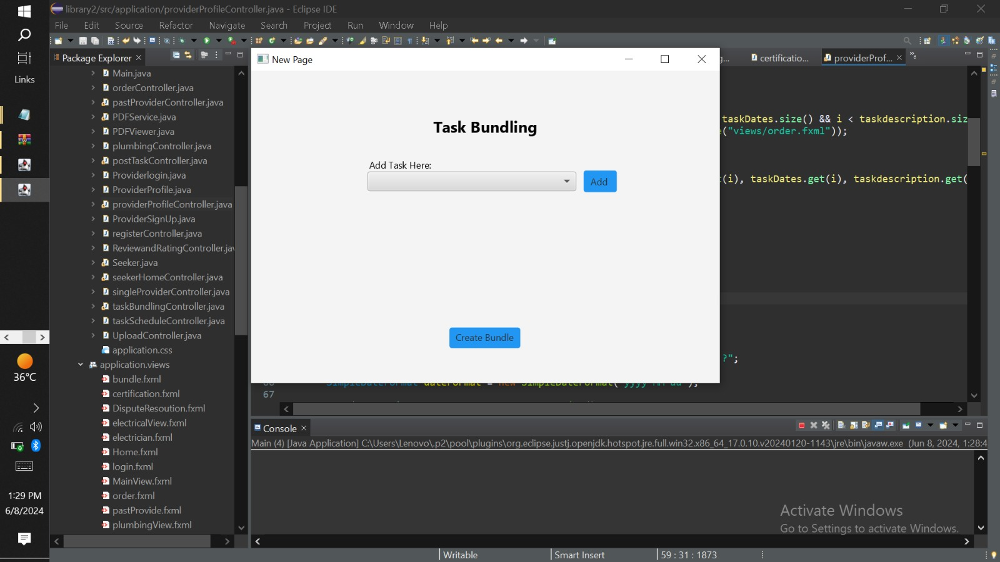 library2/src/application/providerProfileController.java - Eclipse IDE
File Edit Source Refactor Navigate Search Project Run Window Help
Links
36°C
1:29 PM
6/8/2024
Package Explorer
Main.java
orderController.java
pastProviderController.java
PDFService.java
PDFViewer.java
plumbingController.java
postTaskController.java
Providerlogin.java
ProviderProfile.java
providerProfileController.java
ProviderSignUp.java
registerController.java
ReviewandRatingController.jav
Seeker.java
seekerHomeController.java
singleProviderController.java
taskBundlingController.java
taskScheduleController.java
UploadController.java
application.css
application.views
bundle.fxml
certification.fxml
DisputeResoution.fxml
electricalView.fxml
electrician.fxml
Home.fxml
login.fxml
MainView.fxml
order.fxml
pastProvide.fxml
plumbingView.fxml
New Page
Task Bundling
Add Task Here:
Add
Create Bundle
g...
certificatio...
providerProf...
taskDates.size() && i < taskdescription.siz
("views/order.fxml"));
t(i), taskDates.get(i), taskdescription.get(
?";
67
Console
Main (4) [Java Application] C:\Users\Lenovo\.p2\pool\plugins\org.eclipse.justj.openjdk.hotspot.jre.full.win32.x86_64_17.0.10.v20240120-1143\jre\bin\javaw.exe (Jun 8, 2024, 1:28:4
Activate Windows
Go to Settings to activate Windows.
Writable
Smart Insert
59 : 31 : 1873